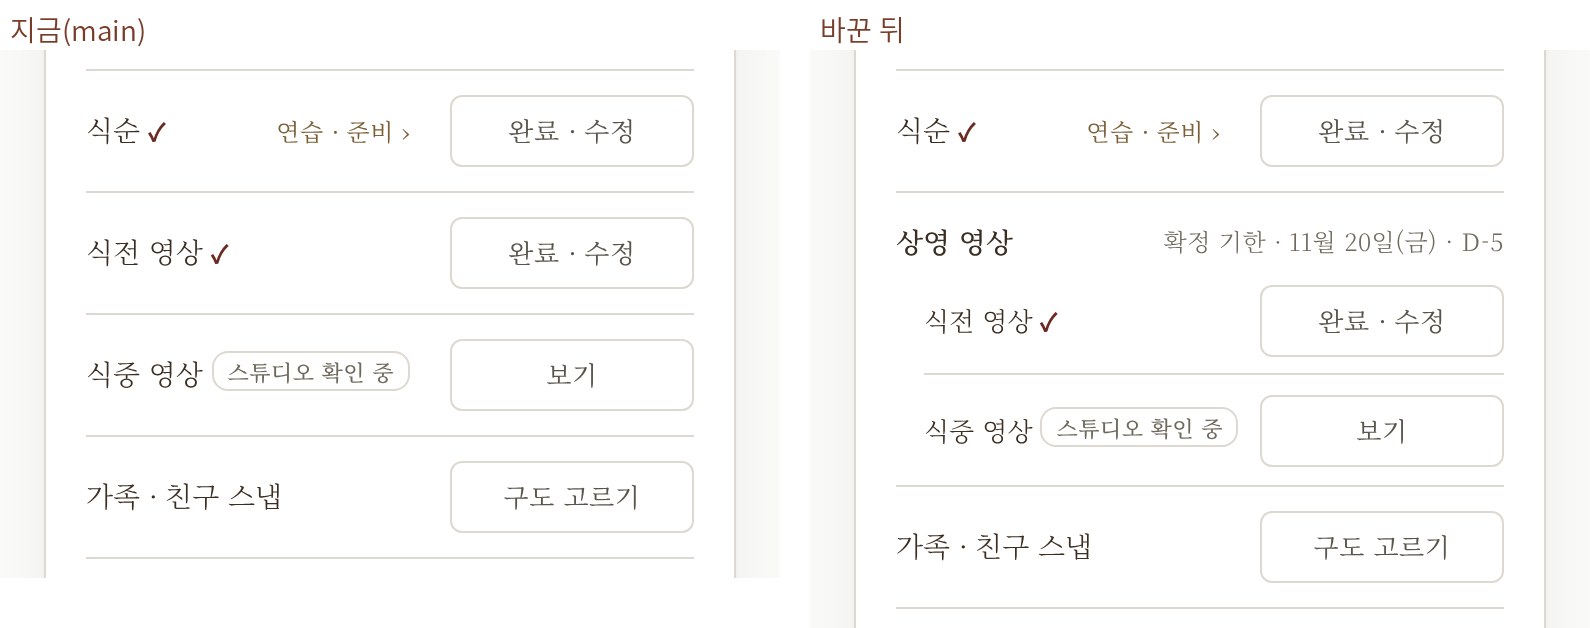 지금(main)
식순 ✓ 연습 · 준비 › 완료 · 수정
식전 영상 ✓ 완료 · 수정
식중 영상 스튜디오 확인 중 보기
가족 · 친구 스냅 구도 고르기
바꾼 뒤
식순 ✓ 연습 · 준비 › 완료 · 수정
상영 영상 확정 기한 · 11월 20일(금) · D-5
식전 영상 ✓ 완료 · 수정
식중 영상 스튜디오 확인 중 보기
가족 · 친구 스냅 구도 고르기